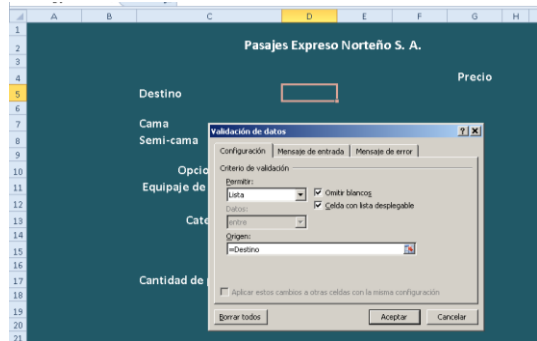 A B C D E F G H
1
2 Pasajes Expreso Norteño S. A.
3
4 Precio
5 Destino
6
7 Cama
8 Semi-cama
9
10 Opcio
11 Equipaje de
12
13 Cate
14
15
16
17 Cantidad de
18
19
20
21
Validación de datos
Configuración Mensaje de entrada Mensaje de error
Criterio de validación
Permitir:
Lista Omitir blancos
Datos: Celda con lista desplegable
entre
Origen:
=Destino
Aplicar estos cambios a otras celdas con la misma configuración
Borrar todos Aceptar Cancelar